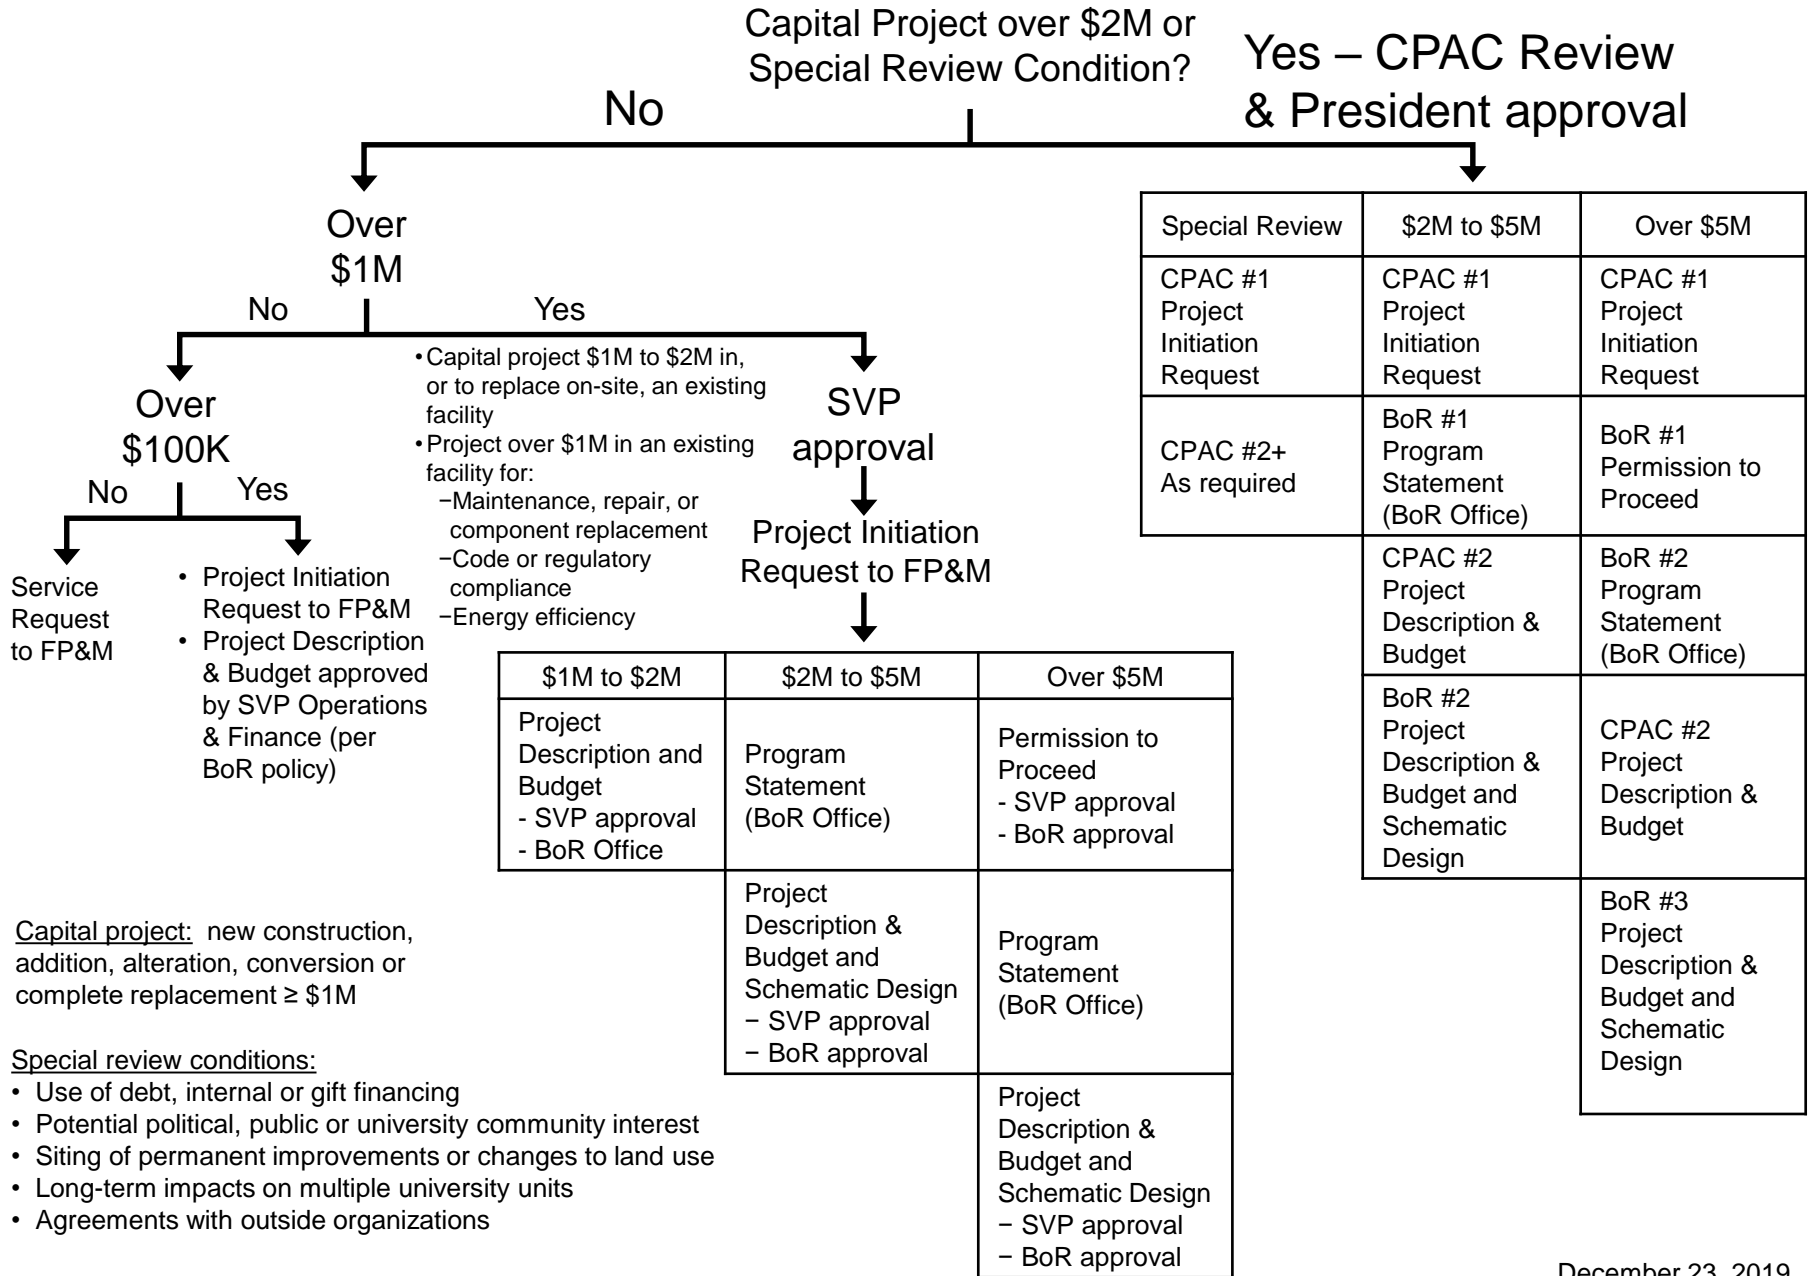 Capital Project over $2M or
Special Review Condition?
Yes – CPAC Review
& President approval
No
Over
$1M
No
Yes
Over
$100K
No
Yes
Service
Request
to FP&M
• Project Initiation
Request to FP&M
• Project Description
& Budget approved
by SVP Operations
& Finance (per
BoR policy)
•Capital project $1M to $2M in,
or to replace on-site, an existing
facility
•Project over $1M in an existing
facility for:
−Maintenance, repair, or
component replacement
−Code or regulatory
compliance
−Energy efficiency
SVP
approval
Project Initiation
Request to FP&M
$1M to $2M
Project
Description and
Budget
- SVP approval
- BoR Office
$2M to $5M
Program
Statement
(BoR Office)
Project
Description &
Budget and
Schematic Design
− SVP approval
− BoR approval
Over $5M
Permission to
Proceed
- SVP approval
- BoR approval
Program
Statement
(BoR Office)
Project
Description &
Budget and
Schematic Design
− SVP approval
− BoR approval
Special Review
CPAC #1
Project
Initiation
Request
CPAC #2+
As required
$2M to $5M
CPAC #1
Project
Initiation
Request
BoR #1
Program
Statement
(BoR Office)
CPAC #2
Project
Description &
Budget
BoR #2
Project
Description &
Budget and
Schematic
Design
Over $5M
CPAC #1
Project
Initiation
Request
BoR #1
Permission to
Proceed
BoR #2
Program
Statement
(BoR Office)
CPAC #2
Project
Description &
Budget
BoR #3
Project
Description &
Budget and
Schematic
Design
Capital project: new construction,
addition, alteration, conversion or
complete replacement ≥ $1M
Special review conditions:
• Use of debt, internal or gift financing
• Potential political, public or university community interest
• Siting of permanent improvements or changes to land use
• Long-term impacts on multiple university units
• Agreements with outside organizations
December 23, 2019